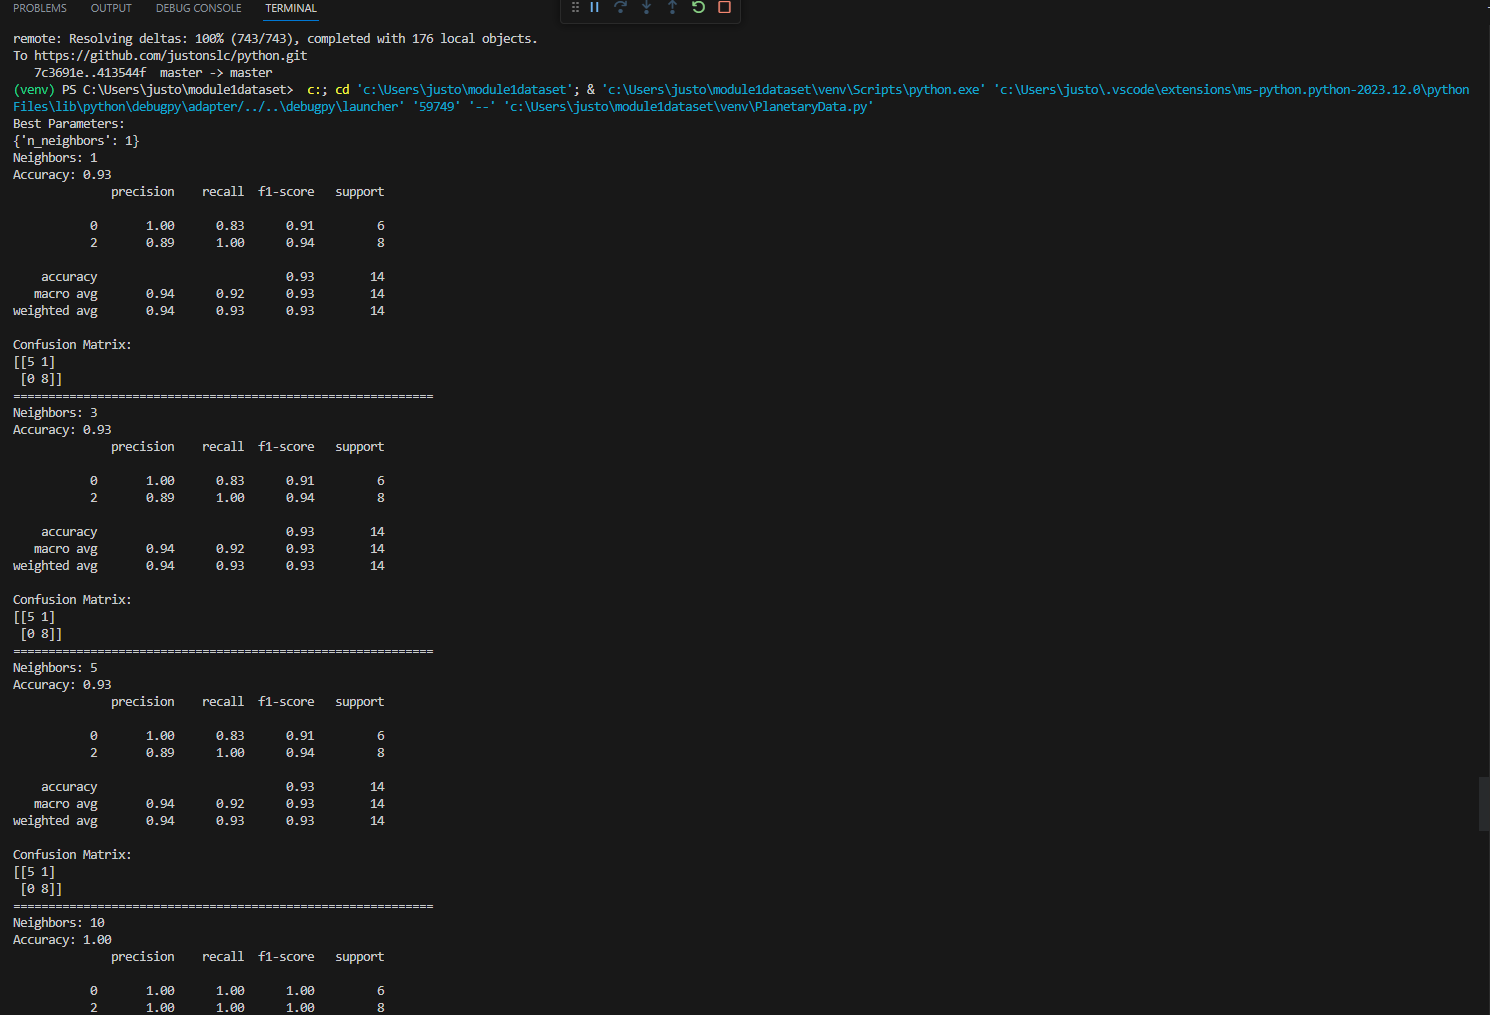 PROBLEMS OUTPUT DEBUG CONSOLE TERMINAL
remote: Resolving deltas: 100% (743/743), completed with 176 local objects.
To https://github.com/justonslc/python.git
   7c3691e..413544f  master -> master
(venv) PS C:\Users\justo\module1dataset>  c:; cd 'c:\Users\justo\module1dataset'; & 'c:\Users\justo\module1dataset\venv\Scripts\python.exe' 'c:\Users\justo\.vscode\extensions\ms-python.python-2023.12.0\python
Files\lib\python\debugpy\adapter/../..\debugpy\launcher' '59749' '--' 'c:\Users\justo\module1dataset\venv\PlanetaryData.py'
Best Parameters:
{'n_neighbors': 1}
Neighbors: 1
Accuracy: 0.93
              precision    recall  f1-score   support

           0       1.00      0.83      0.91         6
           2       0.89      1.00      0.94         8

    accuracy                           0.93        14
   macro avg       0.94      0.92      0.93        14
weighted avg       0.94      0.93      0.93        14

Confusion Matrix:
[[5 1]
 [0 8]]
============================================================
Neighbors: 3
Accuracy: 0.93
              precision    recall  f1-score   support

           0       1.00      0.83      0.91         6
           2       0.89      1.00      0.94         8

    accuracy                           0.93        14
   macro avg       0.94      0.92      0.93        14
weighted avg       0.94      0.93      0.93        14

Confusion Matrix:
[[5 1]
 [0 8]]
============================================================
Neighbors: 5
Accuracy: 0.93
              precision    recall  f1-score   support

           0       1.00      0.83      0.91         6
           2       0.89      1.00      0.94         8

    accuracy                           0.93        14
   macro avg       0.94      0.92      0.93        14
weighted avg       0.94      0.93      0.93        14

Confusion Matrix:
[[5 1]
 [0 8]]
============================================================
Neighbors: 10
Accuracy: 1.00
              precision    recall  f1-score   support

           0       1.00      1.00      1.00         6
           2       1.00      1.00      1.00         8